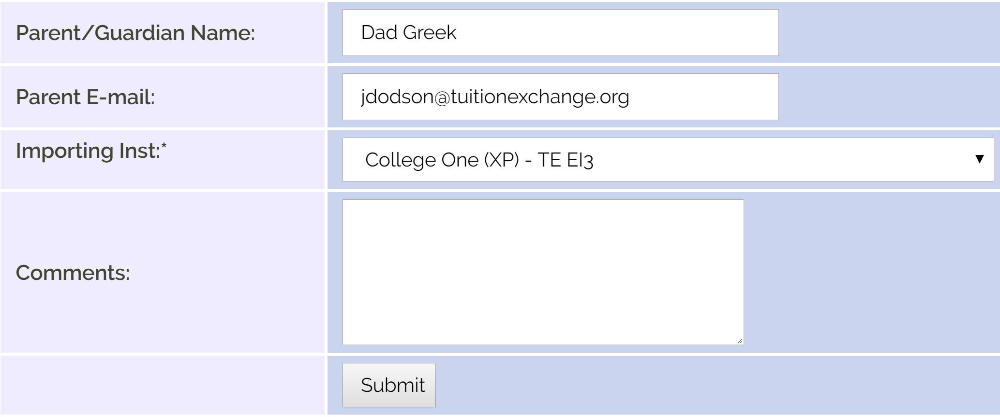 Parent/Guardian Name: Dad Greek
Parent E-mail: jdodson@tuitionexchange.org
Importing Inst:* College One (XP) - TE EI3
Comments:
Submit